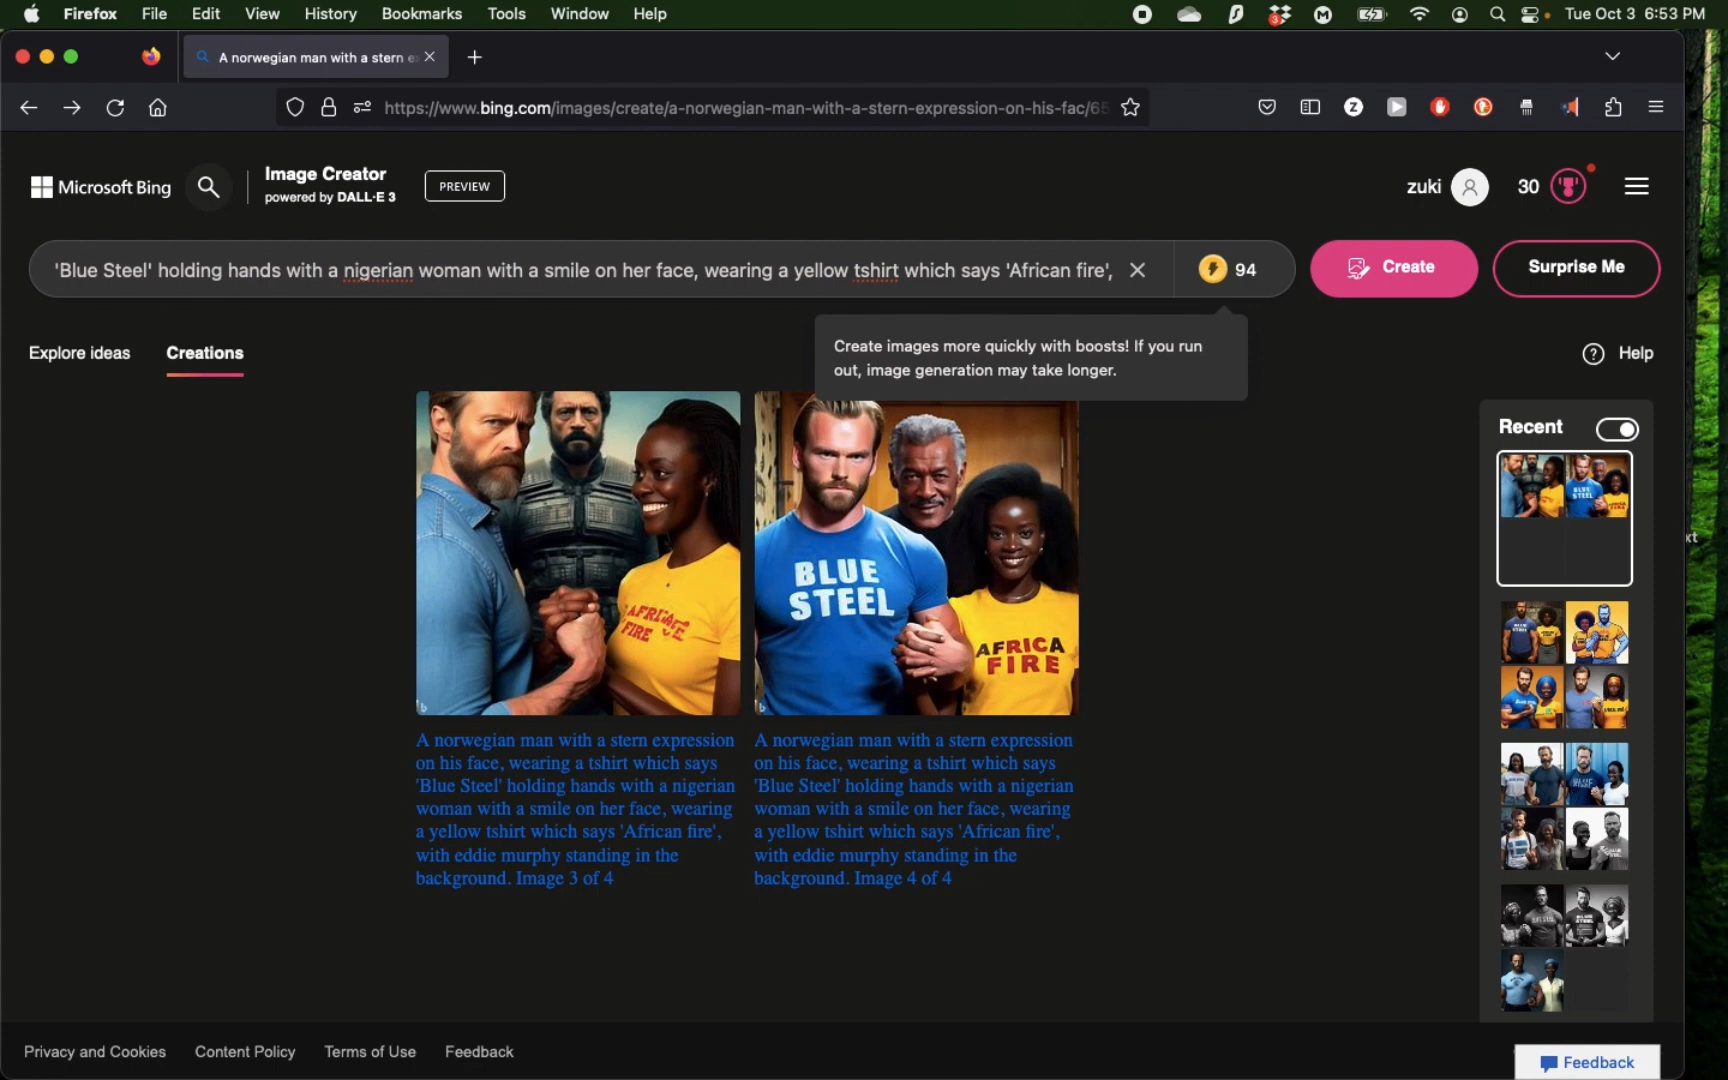 Firefox File Edit View History Bookmarks Tools Window Help
3
Tue Oct 3 6:53 PM
A norwegian man with a stern e
https://www.bing.com/images/create/a-norwegian-man-with-a-stern-expression-on-his-fac/65
Microsoft Bing
Image Creator
powered by DALL·E 3
PREVIEW
zuki
30
'Blue Steel' holding hands with a nigerian woman with a smile on her face, wearing a yellow tshirt which says 'African fire',
94
Create
Surprise Me
Create images more quickly with boosts! If you run
out, image generation may take longer.
Explore ideas
Creations
Help
Recent
BLUE
STEEL
FIRE
AFRICA
FIRE
A norwegian man with a stern expression
on his face, wearing a tshirt which says
'Blue Steel' holding hands with a nigerian
woman with a smile on her face, wearing
a yellow tshirt which says 'African fire',
with eddie murphy standing in the
background. Image 3 of 4
A norwegian man with a stern expression
on his face, wearing a tshirt which says
'Blue Steel' holding hands with a nigerian
woman with a smile on her face, wearing
a yellow tshirt which says 'African fire',
with eddie murphy standing in the
background. Image 4 of 4
xt
Privacy and Cookies
Content Policy
Terms of Use
Feedback
Feedback